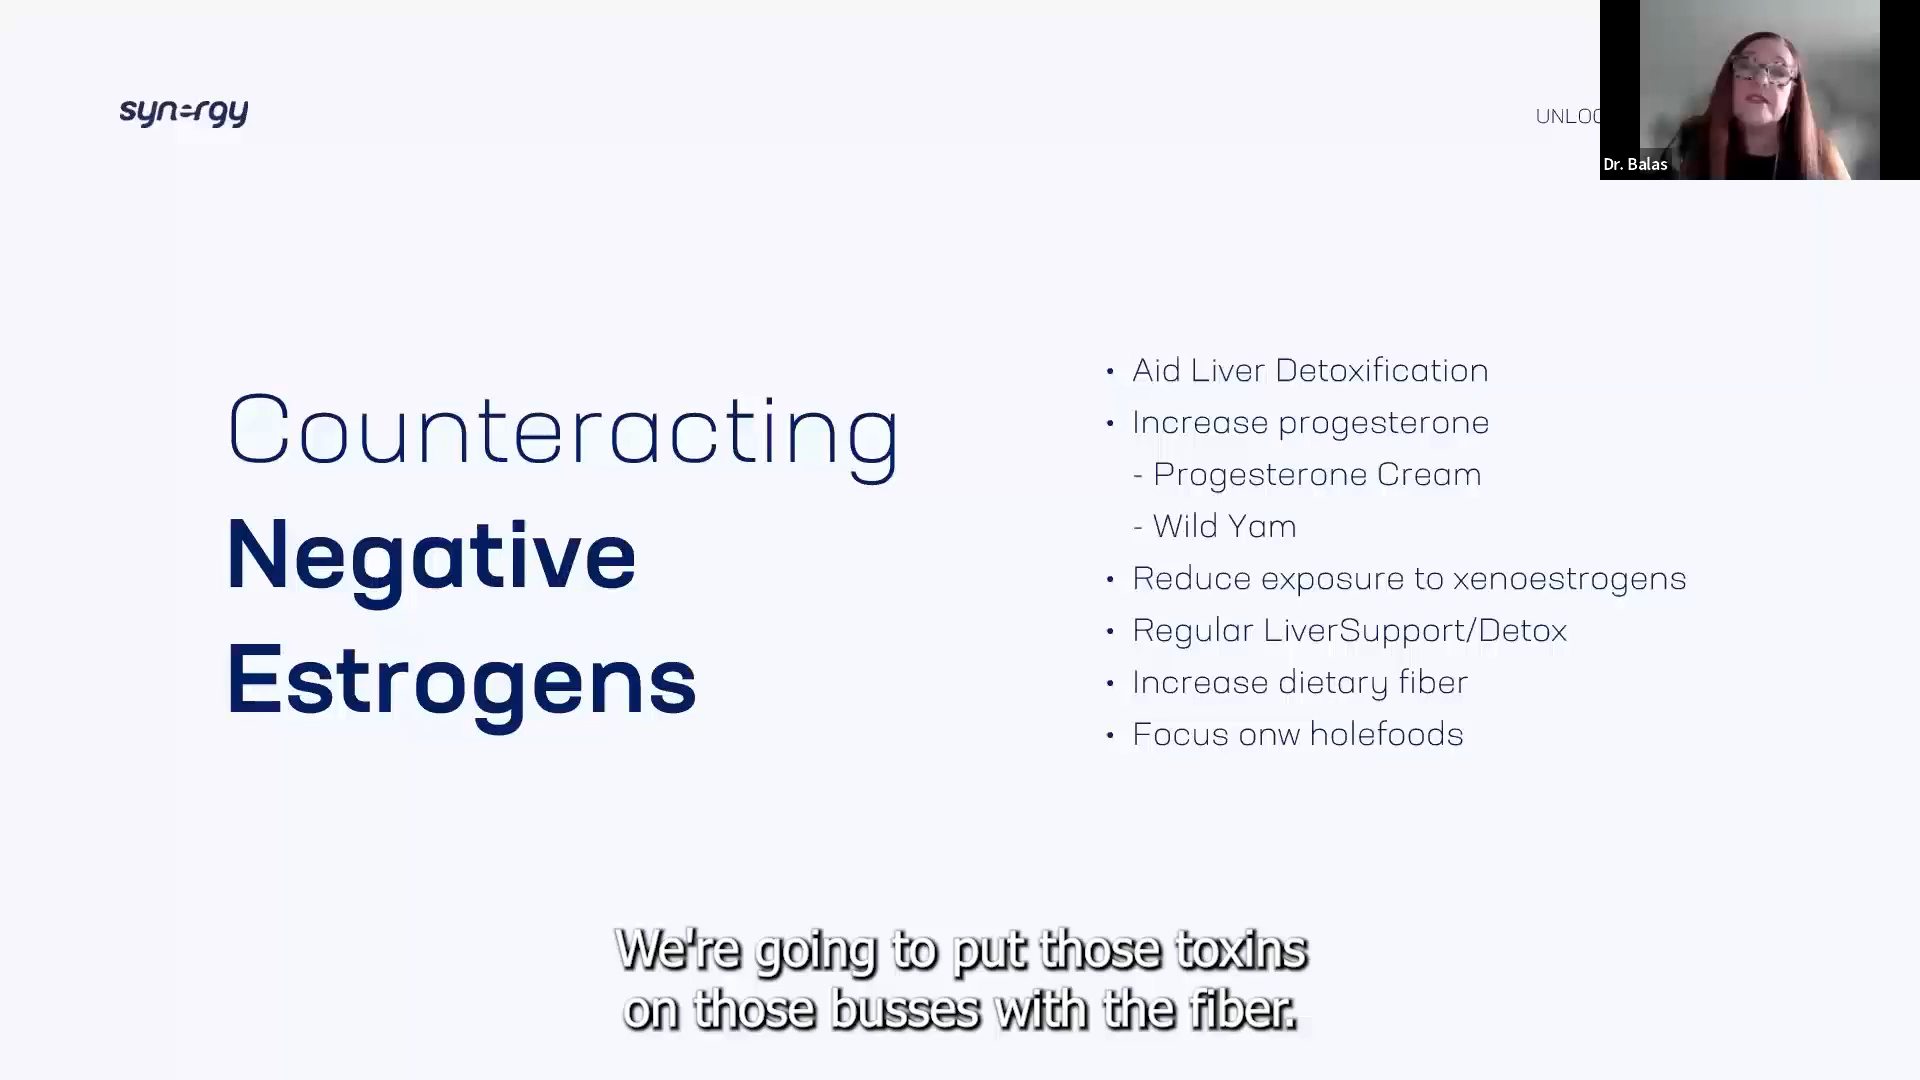 synergy
UNLOC
Dr. Balas
Counteracting
Negative
Estrogens
• Aid Liver Detoxification
• Increase progesterone
- Progesterone Cream
- Wild Yam
• Reduce exposure to xenoestrogens
• Regular LiverSupport/Detox
• Increase dietary fiber
• Focus onw holefoods
We're going to put those toxins
on those busses with the fiber.